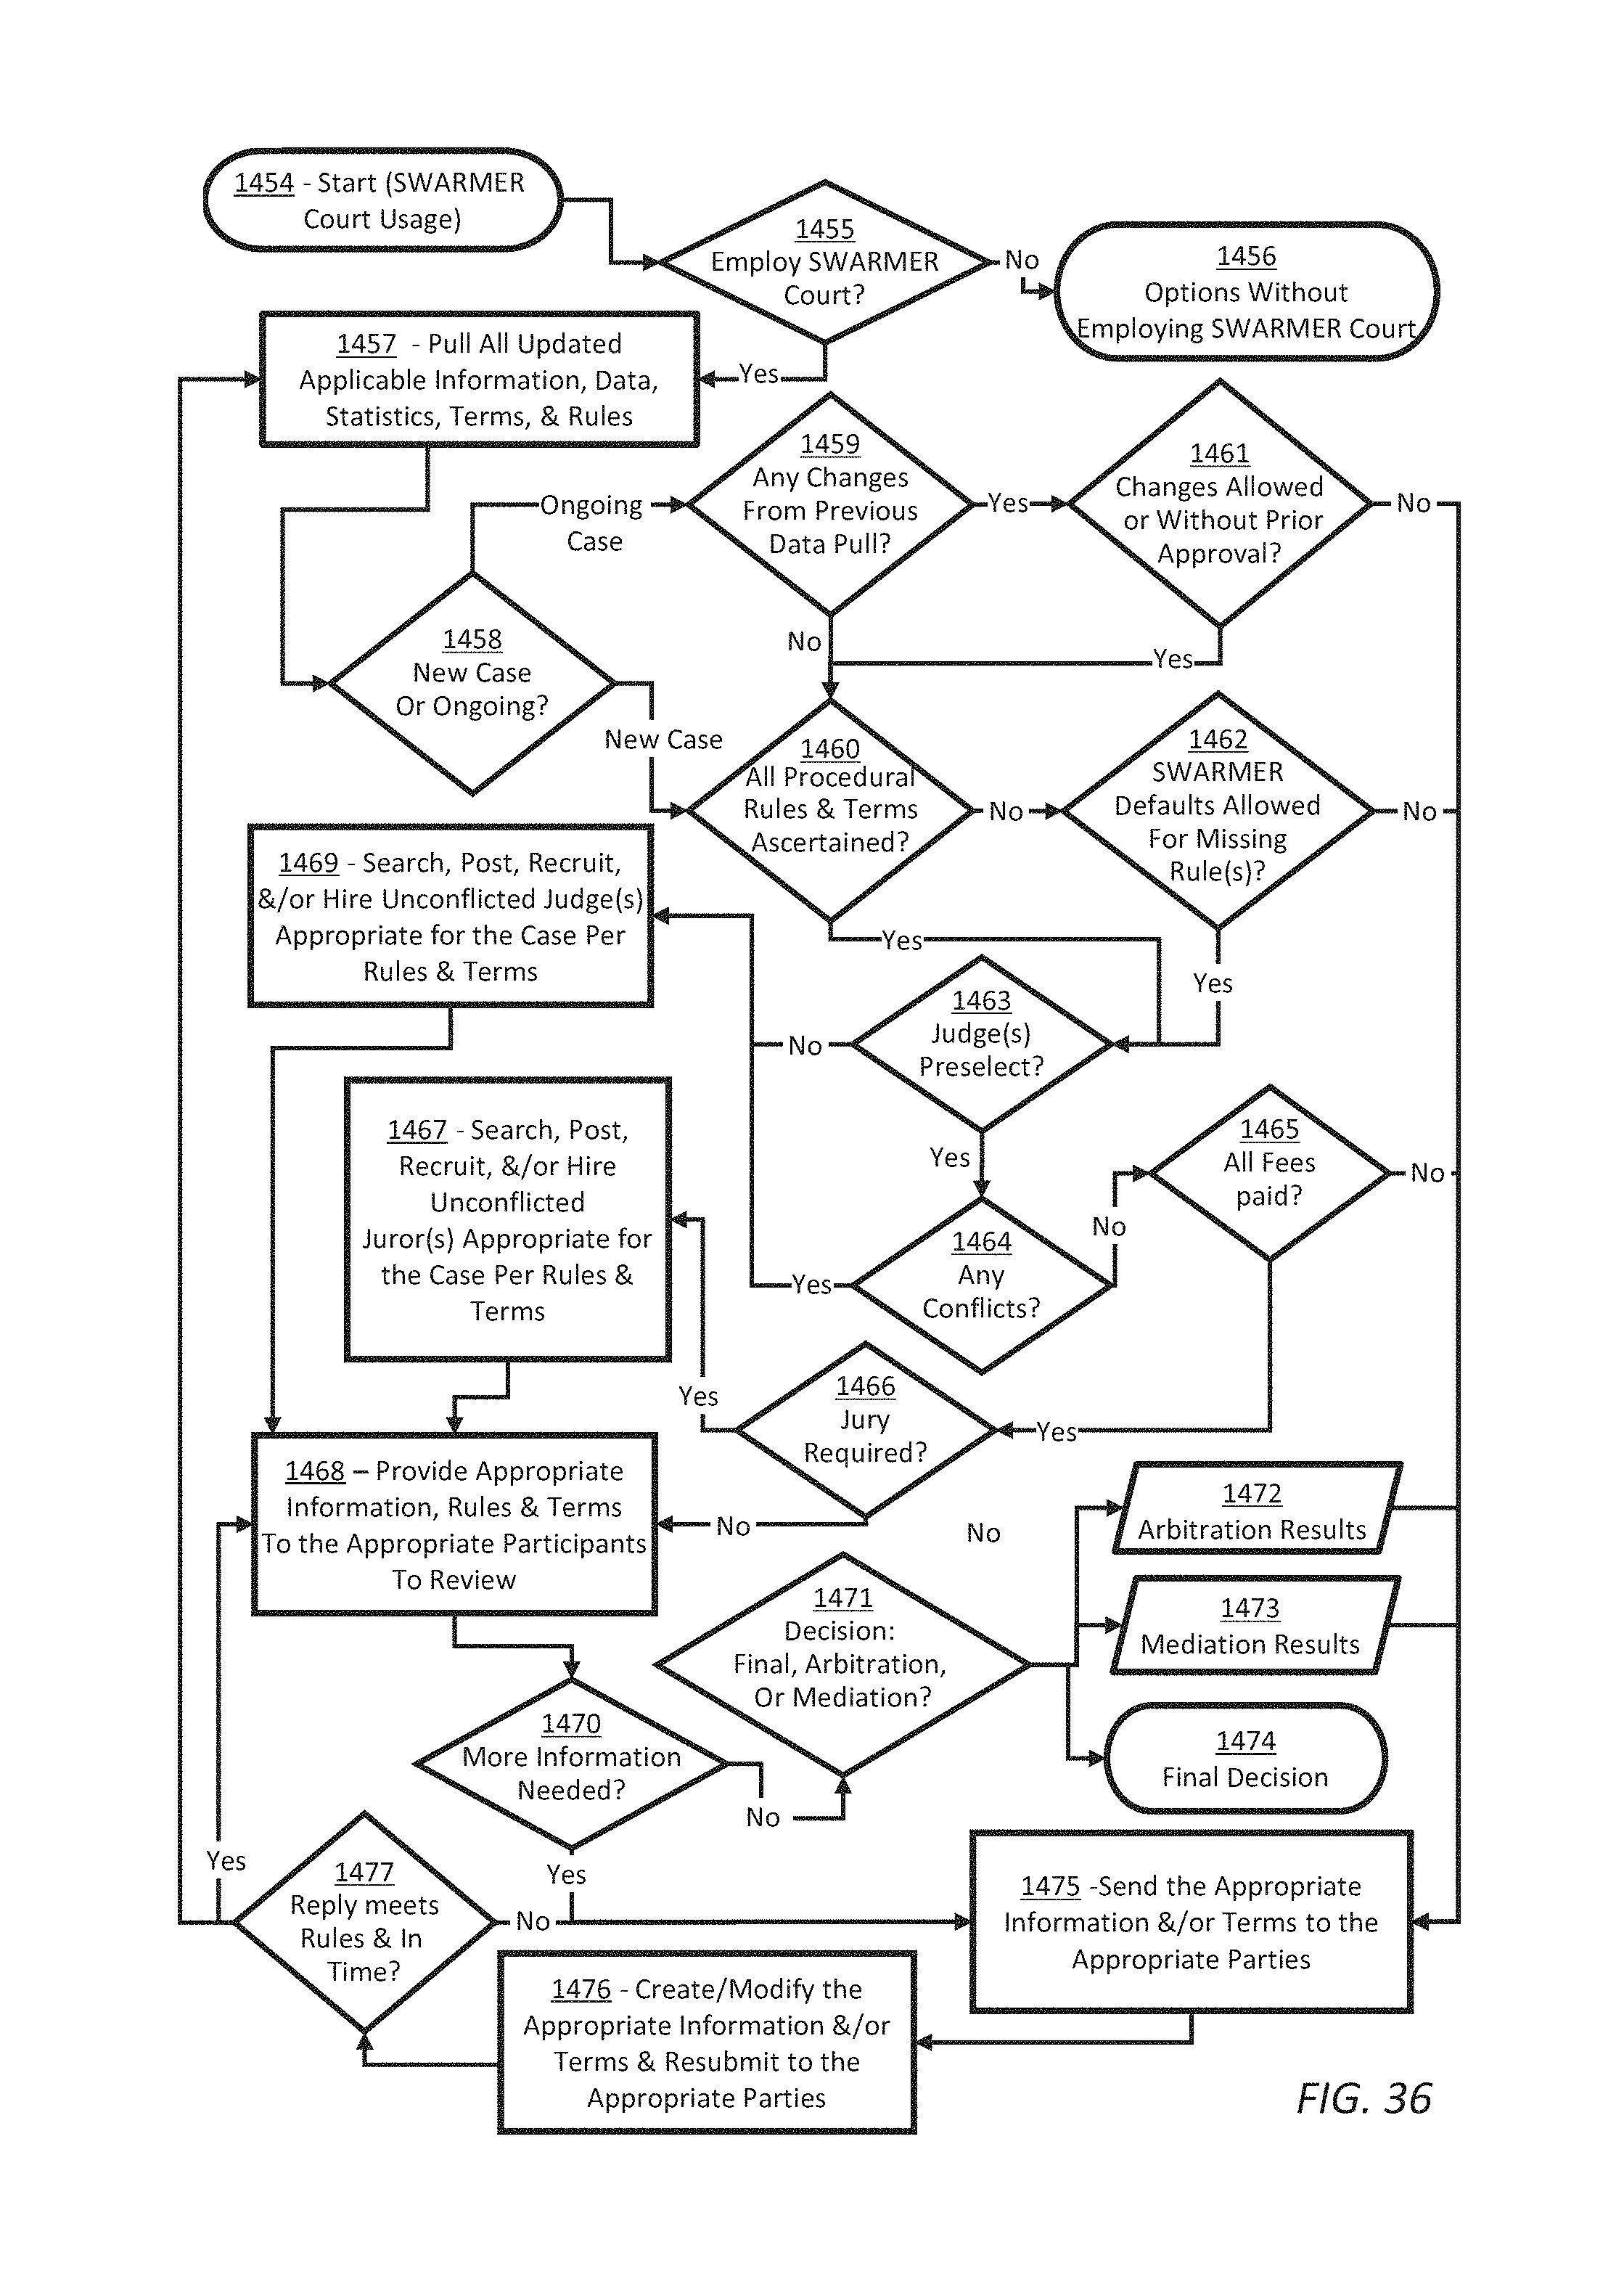 1454 - Start (SWARMER
Court Usage)
1455
Employ SWARMER
Court?
No
1456
Options Without
Employing SWARMER Court
Yes
1457 - Pull All Updated
Applicable Information, Data,
Statistics, Terms, & Rules
1458
New Case
Or Ongoing?
Ongoing
Case
New Case
1459
Any Changes
From Previous
Data Pull?
Yes
No
1461
Changes Allowed
or Without Prior
Approval?
No
Yes
1460
All Procedural
Rules & Terms
Ascertained?
No
Yes
1462
SWARMER
Defaults Allowed
For Missing
Rule(s)?
No
Yes
1469 - Search, Post, Recruit,
&/or Hire Unconflicted Judge(s)
Appropriate for the Case Per
Rules & Terms
1463
Judge(s)
Preselect?
No
Yes
1464
Any
Conflicts?
Yes
No
1465
All Fees
paid?
No
Yes
1467 - Search, Post,
Recruit, &/or Hire
Unconflicted
Juror(s) Appropriate for
the Case Per Rules &
Terms
1466
Jury
Required?
Yes
No
No
1468 – Provide Appropriate
Information, Rules & Terms
To the Appropriate Participants
To Review
1470
More Information
Needed?
No
Yes
1471
Decision:
Final, Arbitration,
Or Mediation?
1472
Arbitration Results
1473
Mediation Results
1474
Final Decision
1475 -Send the Appropriate
Information &/or Terms to the
Appropriate Parties
1476 - Create/Modify the
Appropriate Information &/or
Terms & Resubmit to the
Appropriate Parties
1477
Reply meets
Rules & In
Time?
Yes
No
FIG. 36